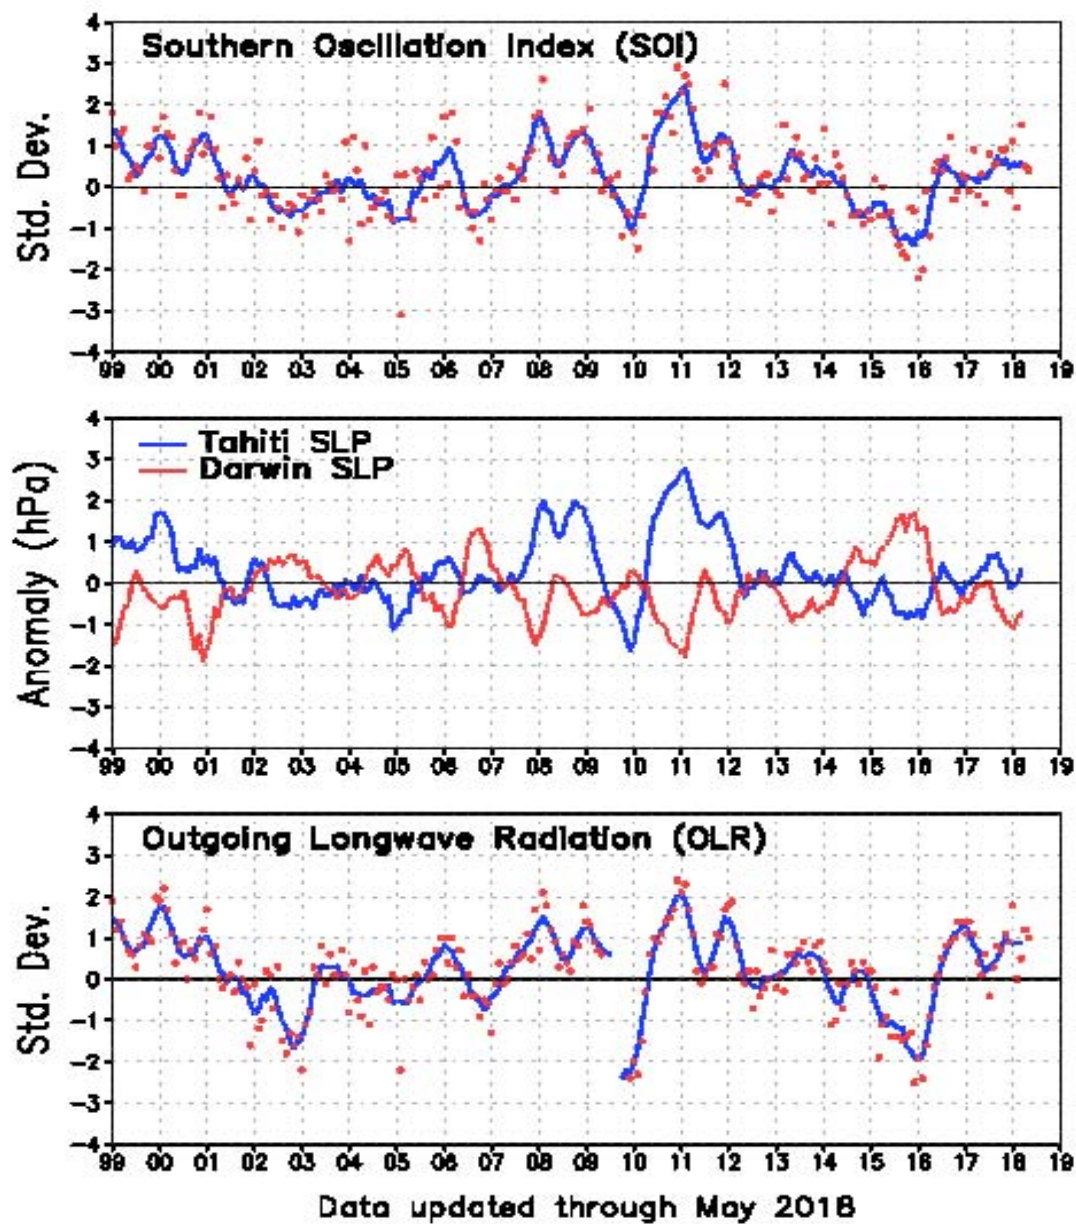 Southern Oscillation Index (SOI)
Std. Dev.
4
3
2
1
0
-1
-2
-3
-4
99 00 01 02 03 04 05 06 07 08 09 10 11 12 13 14 15 16 17 18 19
Tahiti SLP
Darwin SLP
Anomaly (hPa)
4
3
2
1
0
-1
-2
-3
-4
99 00 01 02 03 04 05 06 07 08 09 10 11 12 13 14 15 16 17 18 19
Outgoing Longwave Radiation (OLR)
Std. Dev.
4
3
2
1
0
-1
-2
-3
-4
99 00 01 02 03 04 05 06 07 08 09 10 11 12 13 14 15 16 17 18 19
Data updated through May 2018